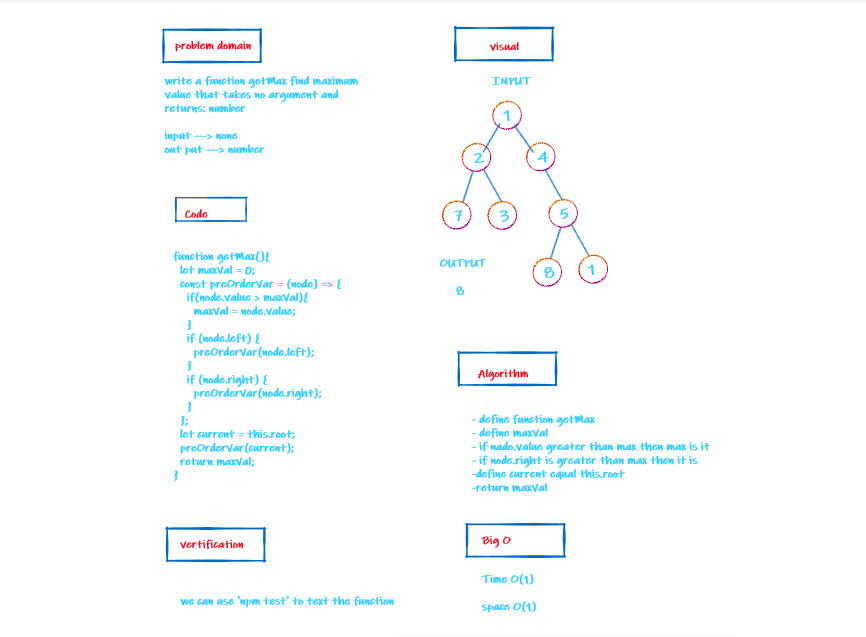 problem domain
write a function getMax find maximum
value that takes no argument and
returns: number
input ---> none
out put ---> number
Code
function getMax(){
let maxVal = 0;
const preOrderVar = (node) => {
if(node.value > maxVal){
maxVal = node.value;
}
if (node.left) {
preOrderVar(node.left);
}
if (node.right) {
preOrderVar(node.right);
}
};
let current = this.root;
preOrderVar(current);
return maxVal;
}
vertification
we can use 'npm test' to text the function
visual
INPUT
1
2
4
7
3
5
8
1
OUTPUT
8
Algorithm
- define function getMax
- define maxVal
- if nado.value greater than max then max is it
- if node.right is greater than max then it is
-define current equal this.root
-return maxVal
Big O
Time O(1)
space O(1)